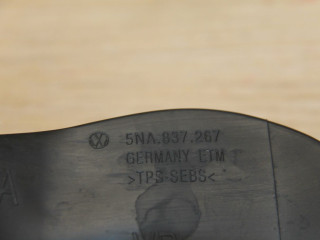 5NA.837.267
GERMANY ETM
>TPS-SEBS<